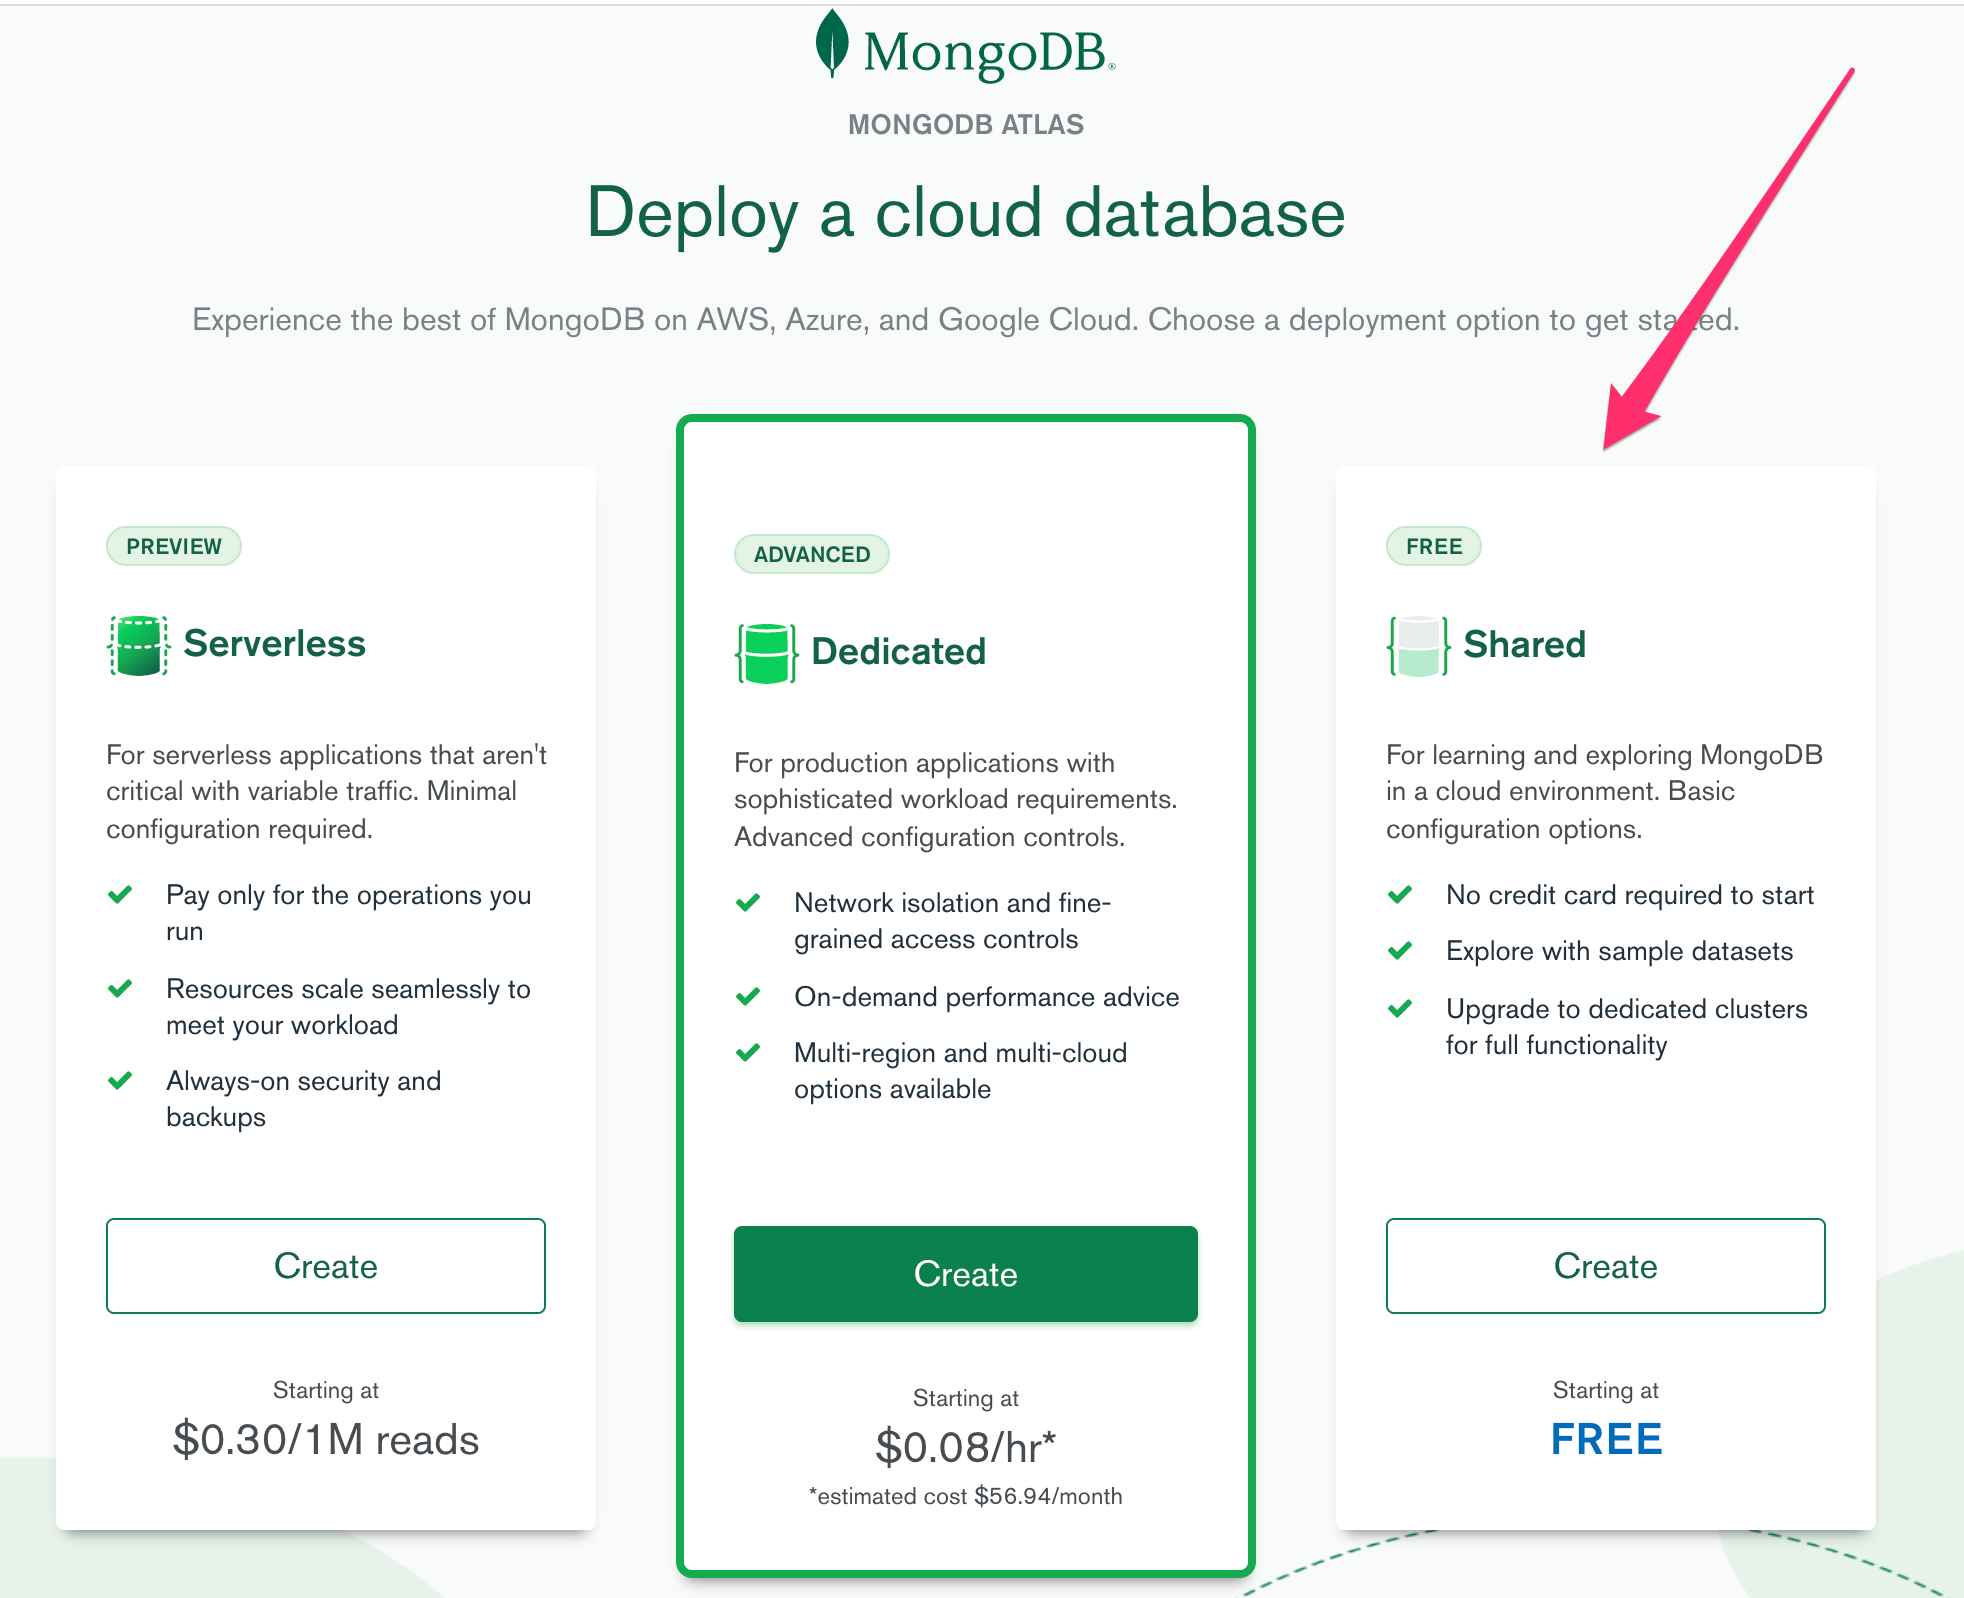 MongoDB®
MONGODB ATLAS
Deploy a cloud database
Experience the best of MongoDB on AWS, Azure, and Google Cloud. Choose a deployment option to get started.
PREVIEW
Serverless
For serverless applications that aren't
critical with variable traffic. Minimal
configuration required.
Pay only for the operations you
run
Resources scale seamlessly to
meet your workload
Always-on security and
backups
Create
Starting at
$0.30/1M reads
ADVANCED
Dedicated
For production applications with
sophisticated workload requirements.
Advanced configuration controls.
Network isolation and fine-
grained access controls
On-demand performance advice
Multi-region and multi-cloud
options available
Create
Starting at
$0.08/hr*
*estimated cost $56.94/month
FREE
Shared
For learning and exploring MongoDB
in a cloud environment. Basic
configuration options.
No credit card required to start
Explore with sample datasets
Upgrade to dedicated clusters
for full functionality
Create
Starting at
FREE